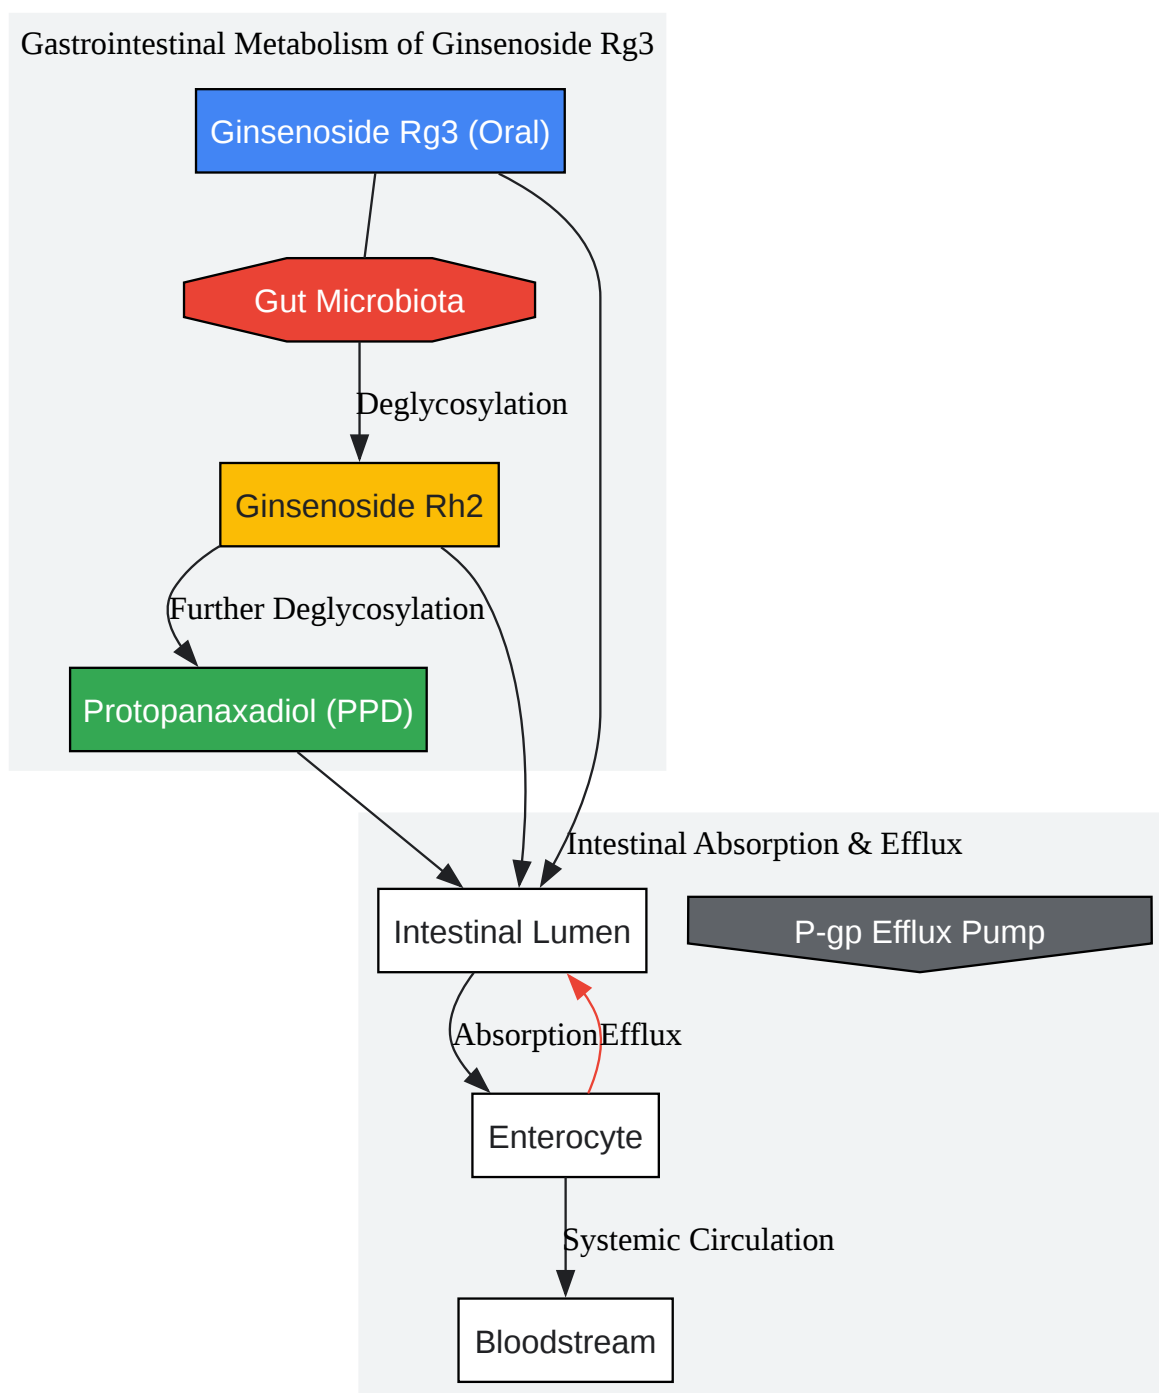 Gastrointestinal Metabolism of Ginsenoside Rg3
Ginsenoside Rg3 (Oral)
Gut Microbiota
Deglycosylation
Ginsenoside Rh2
Further Deglycosylation
Protopanaxadiol (PPD)
Intestinal Absorption & Efflux
Intestinal Lumen
P-gp Efflux Pump
Absorption
Efflux
Enterocyte
Systemic Circulation
Bloodstream